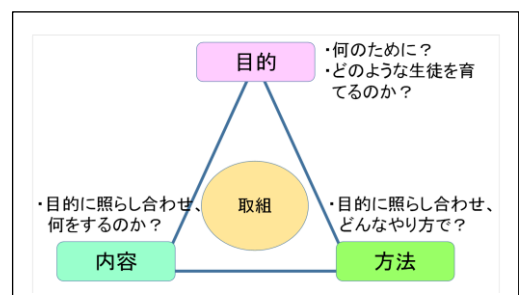 目的
・何のために？
・どのような生徒を育
てるのか？
取組
・目的に照らし合わせ、
何をするのか？
内容
・目的に照らし合わせ、
どんなやり方で？
方法